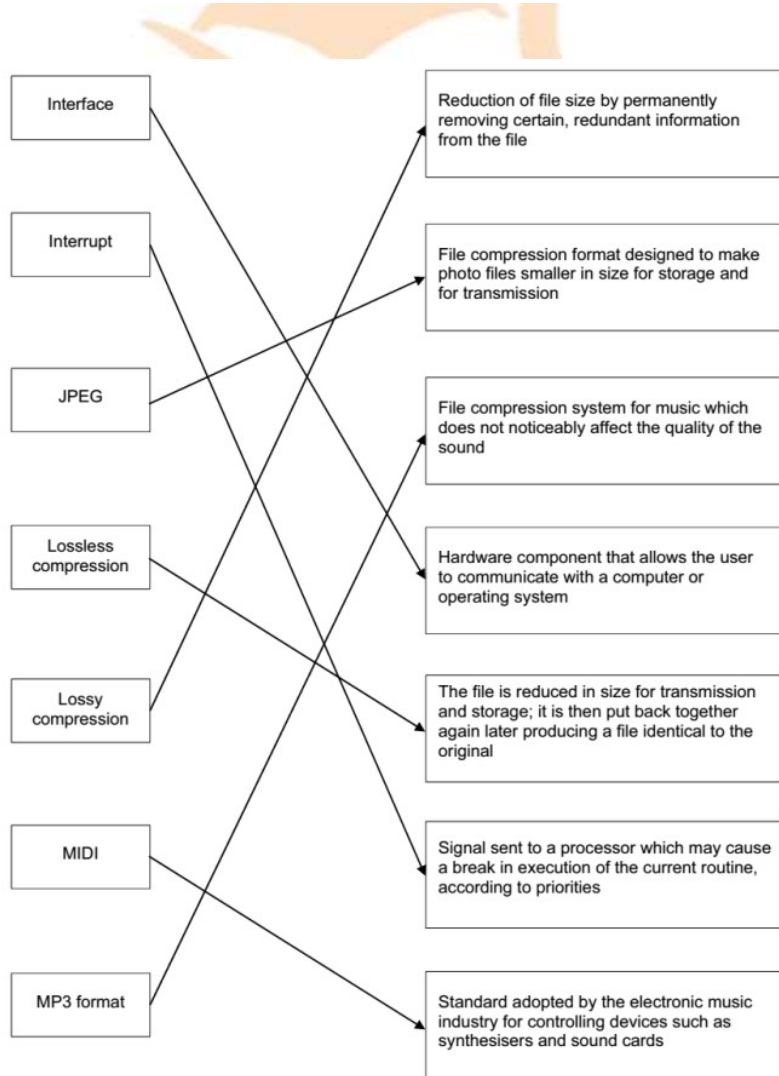 Interface
Reduction of file size by permanently
removing certain, redundant information
from the file
Interrupt
File compression format designed to make
photo files smaller in size for storage and
for transmission
JPEG
File compression system for music which
does not noticeably affect the quality of the
sound
Lossless
compression
Hardware component that allows the user
to communicate with a computer or
operating system
Lossy
compression
The file is reduced in size for transmission
and storage; it is then put back together
again later producing a file identical to the
original
MIDI
Signal sent to a processor which may cause
a break in execution of the current routine,
according to priorities
MP3 format
Standard adopted by the electronic music
industry for controlling devices such as
synthesisers and sound cards